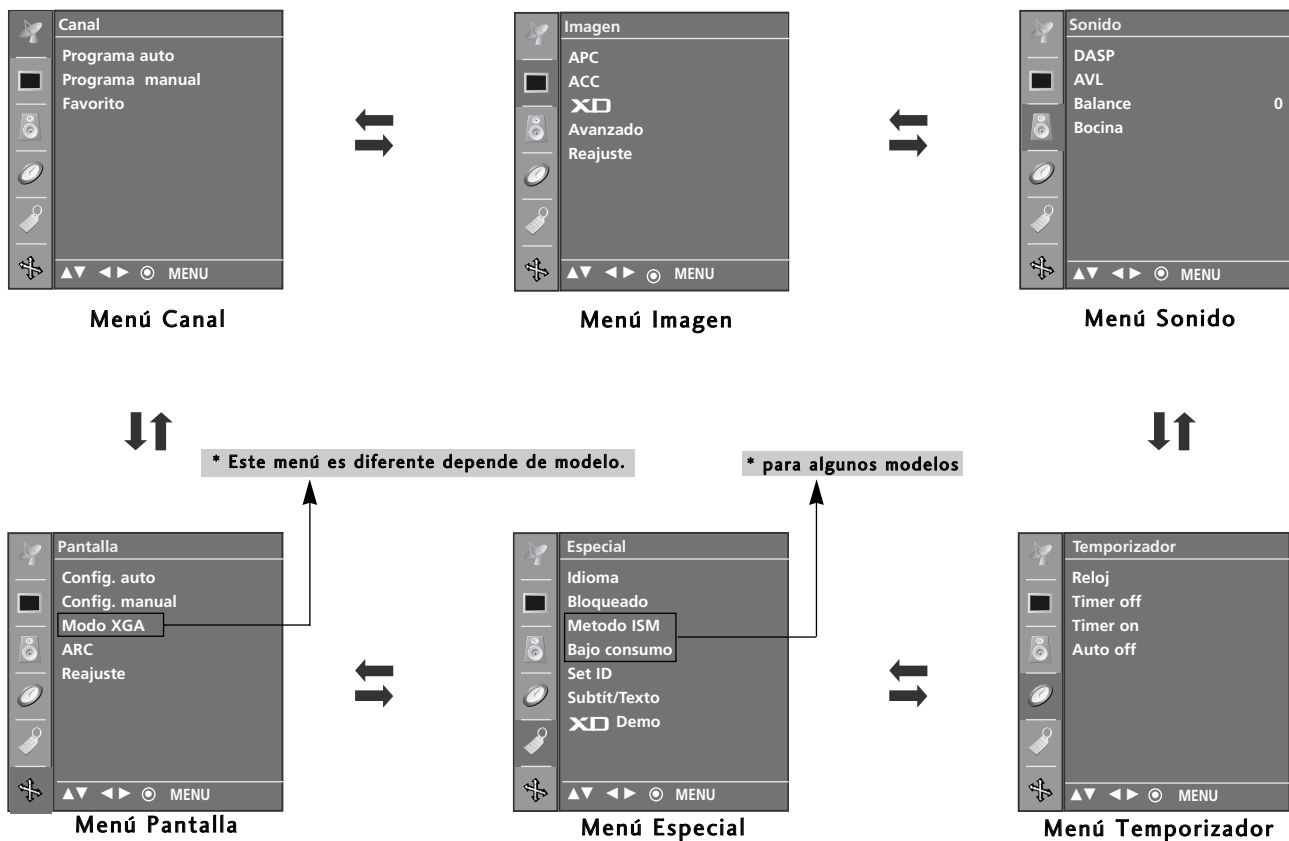 Canal
Programa auto
Programa manual
Favorito
▲▼ ◄► ◉ MENU
Menú Canal
Imagen
APC
ACC
XD
Avanzado
Reajuste
▲▼ ◄► ◉ MENU
Menú Imagen
Sonido
DASP
AVL
Balance 0
Bocina
▲▼ ◄► ◉ MENU
Menú Sonido
* Este menú es diferente depende de modelo.
* para algunos modelos
Pantalla
Config. auto
Config. manual
Modo XGA
ARC
Reajuste
▲▼ ◄► ◉ MENU
Menú Pantalla
Especial
Idioma
Bloqueado
Metodo ISM
Bajo consumo
Set ID
Subtít/Texto
XD Demo
▲▼ ◄► ◉ MENU
Menú Especial
Temporizador
Reloj
Timer off
Timer on
Auto off
▲▼ ◄► ◉ MENU
Menú Temporizador